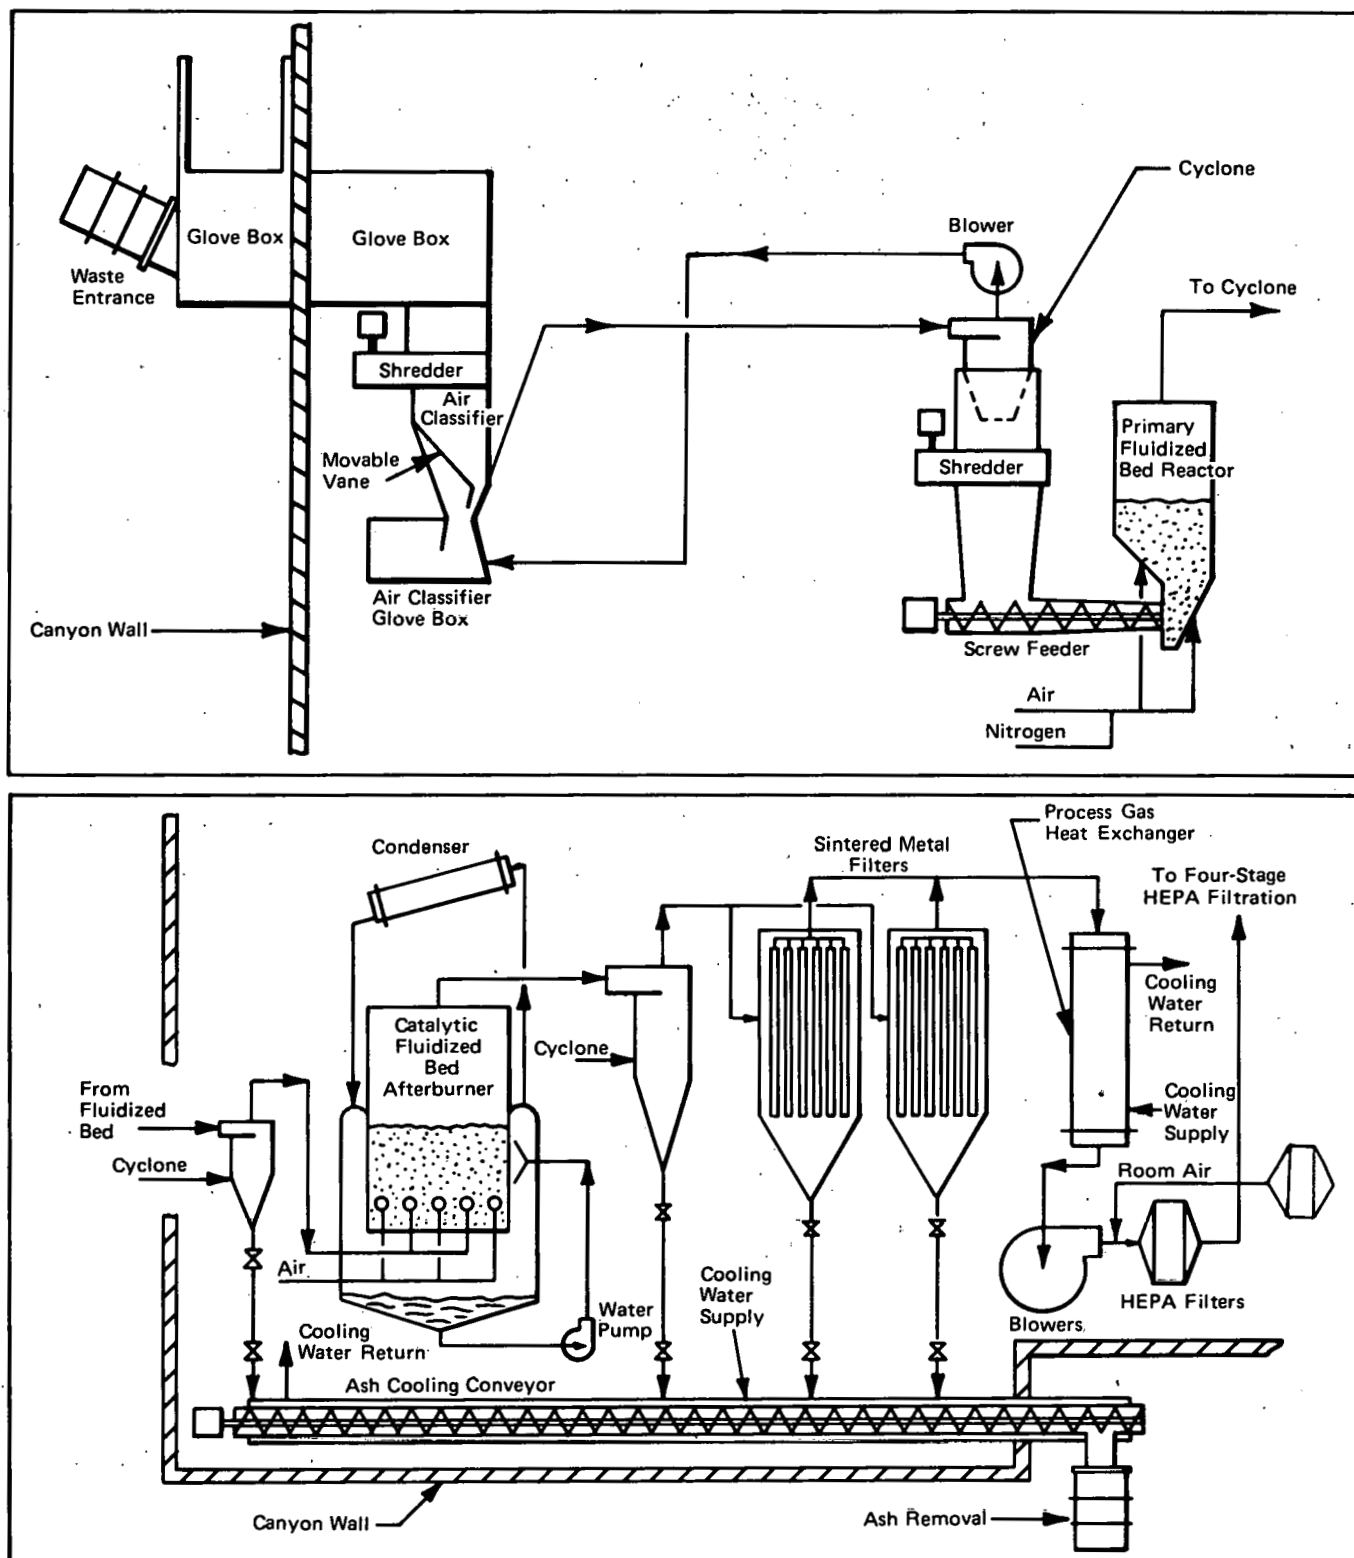 Cyclone
Blower
Glove Box
Glove Box
Waste
Entrance
To Cyclone
Shredder
Air
Classifier
Movable
Vane
Primary
Fluidized
Bed Reactor
Shredder
Air Classifier
Glove Box
Canyon Wall
Screw Feeder
Air
Nitrogen
Process Gas
Heat Exchanger
Condenser
Sintered Metal
Filters
To Four-Stage
HEPA Filtration
Cooling
Water
Return
Catalytic
Fluidized
Bed
Afterburner
Cyclone
From
Fluidized
Bed
Cooling
Water
Supply
Cyclone
Room Air
Air
Cooling
Water
Supply
Water
Pump
HEPA Filters
Blowers
Cooling
Water Return
Ash Cooling Conveyor
Canyon Wall
Ash Removal